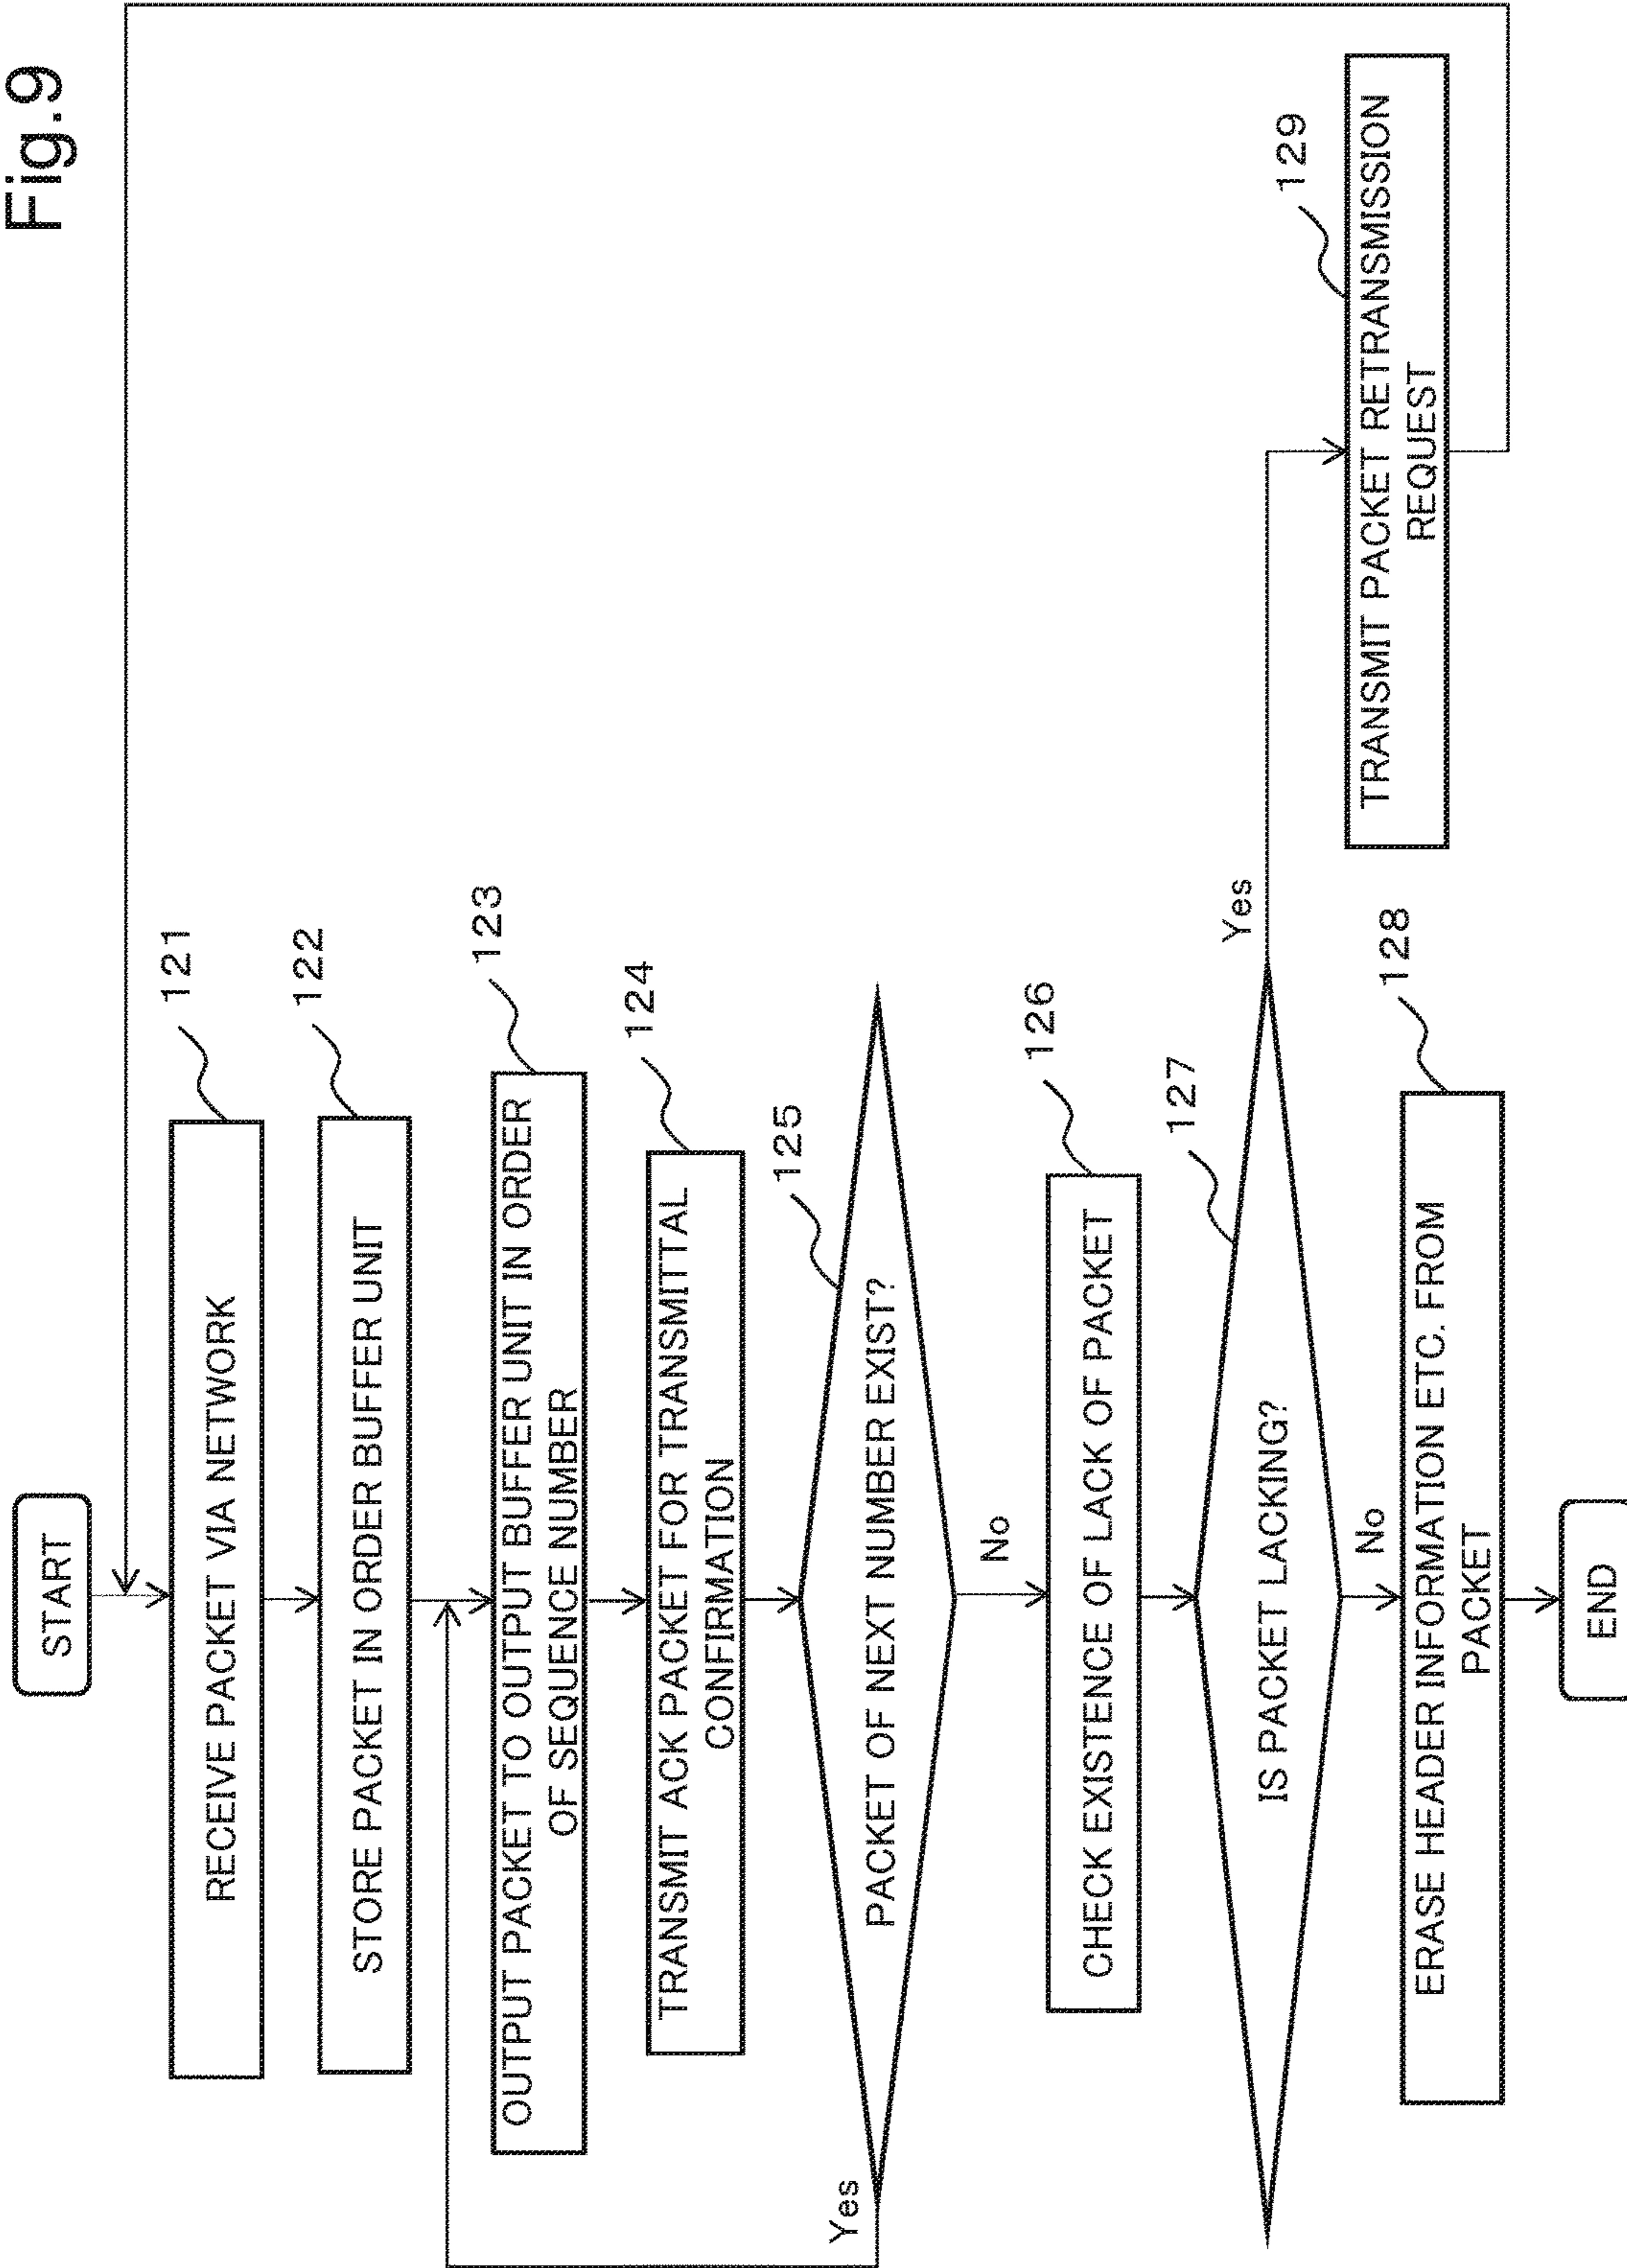 Fig.9
START
121
RECEIVE PACKET VIA NETWORK
122
STORE PACKET IN ORDER BUFFER UNIT
123
OUTPUT PACKET TO OUTPUT BUFFER UNIT IN ORDER
OF SEQUENCE NUMBER
124
TRANSMIT ACK PACKET FOR TRANSMITTAL
CONFIRMATION
125
PACKET OF NEXT NUMBER EXIST?
Yes
No
126
CHECK EXISTENCE OF LACK OF PACKET
127
IS PACKET LACKING?
Yes
No
129
TRANSMIT PACKET RETRANSMISSION
REQUEST
128
ERASE HEADER INFORMATION ETC. FROM
PACKET
END